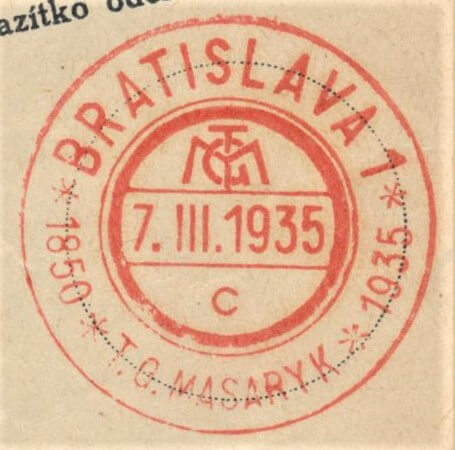 azítko
BRATISLAVA 1
TGM
7. III. 1935
C
* 1850 * T. G. MASARYK * 1935 *